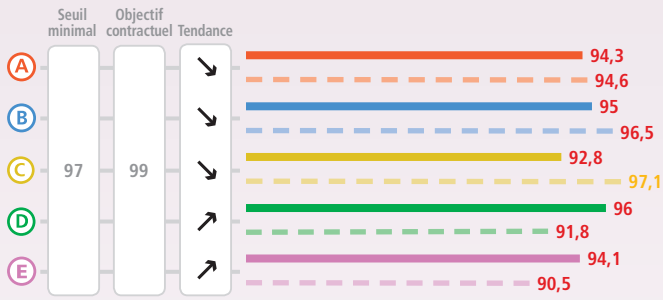 Seuil minimal
Objectif contractuel
Tendance
A
94,3
94,6
B
95
96,5
C
97
99
92,8
97,1
D
96
91,8
E
94,1
90,5